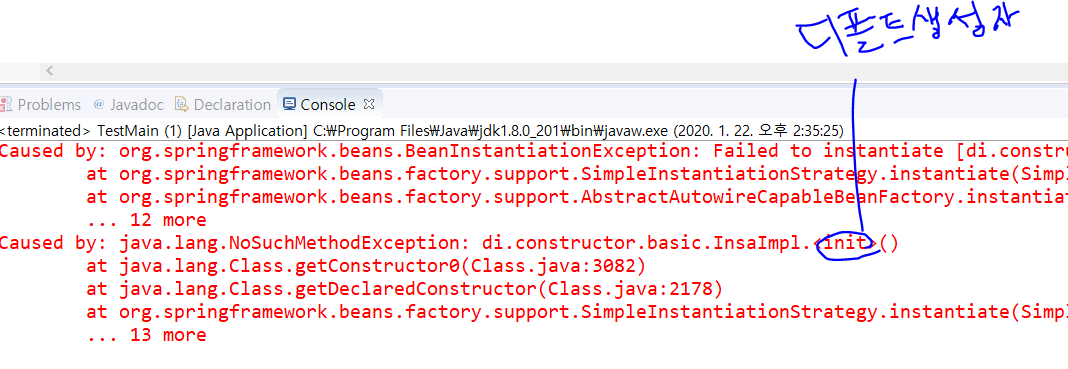 디폴트생성자
Problems @ Javadoc Declaration Console
<terminated> TestMain (1) [Java Application] C:₩Program Files₩Java₩jdk1.8.0_201₩bin₩javaw.exe (2020. 1. 22. 오후 2:35:25)
Caused by: org.springframework.beans.BeanInstantiationException: Failed to instantiate [di.constru
at org.springframework.beans.factory.support.SimpleInstantiationStrategy.instantiate(Simpl
at org.springframework.beans.factory.support.AbstractAutowireCapableBeanFactory.instantiat
... 12 more
Caused by: java.lang.NoSuchMethodException: di.constructor.basic.InsaImpl.<init>()
at java.lang.Class.getConstructor0(Class.java:3082)
at java.lang.Class.getDeclaredConstructor(Class.java:2178)
at org.springframework.beans.factory.support.SimpleInstantiationStrategy.instantiate(Simpl
... 13 more